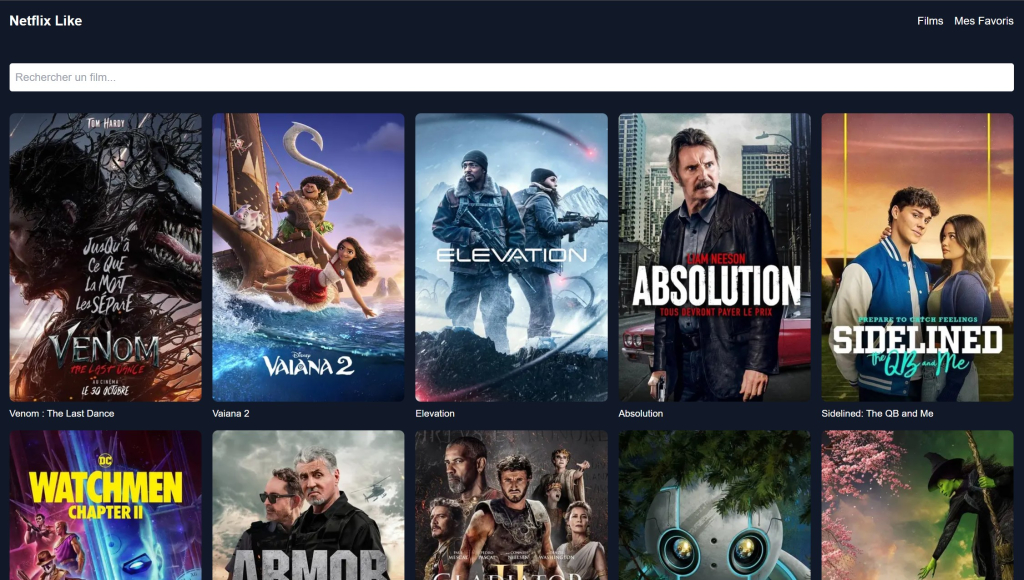 Netflix Like
Films
Mes Favoris
Rechercher un film...
TOM HARDY
JUSQU'À
CE QUE
LA MORT
LES SÉPARE
VENOM
THE LAST DANCE
AU CINÉMA
LE 30 OCTOBRE
Disney
VAIANA 2
ELEVATION
LIAM NEESON
ABSOLUTION
TOUS DEVRONT PAYER LE PRIX
PREPARE TO CATCH FEELINGS
SIDELINED
The QB and Me
Venom : The Last Dance
Vaiana 2
Elevation
Absolution
Sidelined: The QB and Me
DC
WATCHMEN
CHAPTER II
ARMOR
II
GLADIATOR